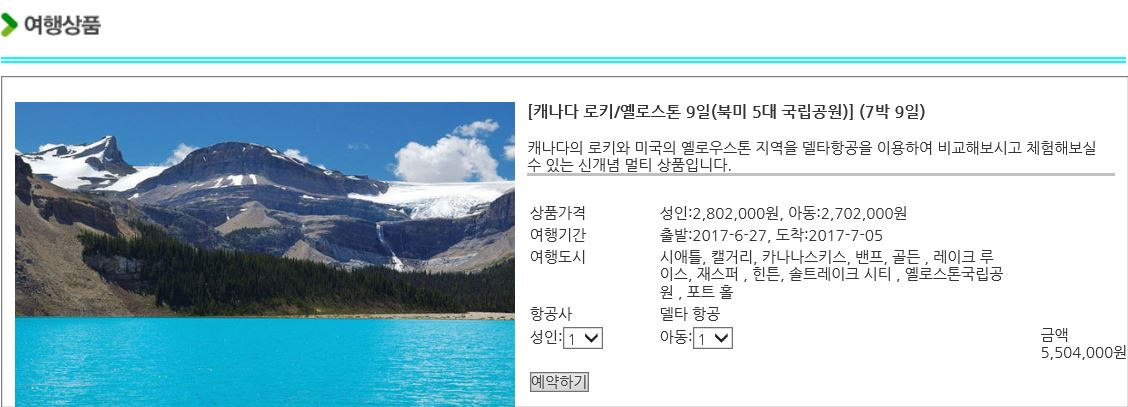 여행상품
[캐나다 로키/옐로스톤 9일(북미 5대 국립공원)] (7박 9일)
캐나다의 로키와 미국의 옐로우스톤 지역을 델타항공을 이용하여 비교해보시고 체험해보실
수 있는 신개념 멀티 상품입니다.
상품가격 성인:2,802,000원, 아동:2,702,000원
여행기간 출발:2017-6-27, 도착:2017-7-05
여행도시 시애틀, 캘거리, 카나나스키스, 밴프, 골든 , 레이크 루
이스, 재스퍼 , 힌튼, 솔트레이크 시티 , 옐로스톤국립공
원 , 포트 홀
항공사 델타 항공
성인: 1 아동: 1 금액
5,504,000원
예약하기